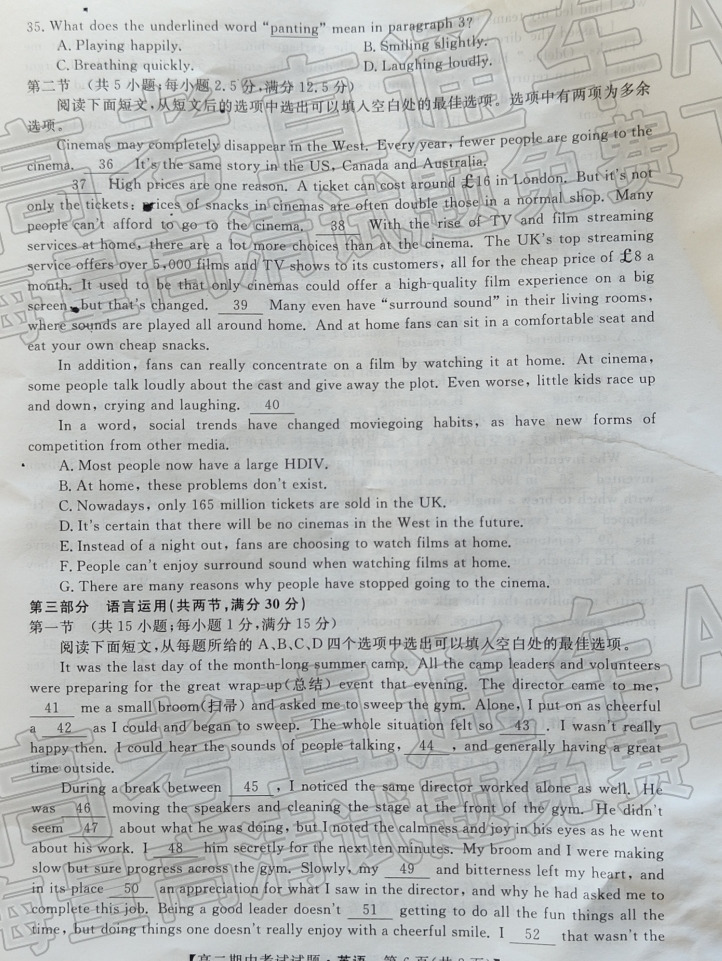 35. What does the underlined word “panting” mean in paragraph 3?
A. Playing happily. B. Smiling slightly.
C. Breathing quickly. D. Laughing loudly.
第二节 (共 5 小题;每小题 2.5 分,满分 12.5 分)
阅读下面短文,从短文后的选项中选出可以填入空白处的最佳选项。选项中有两项为多余
选项。
Cinemas may completely disappear in the West. Every year, fewer people are going to the
cinema. 36 It's the same story in the US, Canada and Australia.
37 High prices are one reason. A ticket can cost around £16 in London. But it's not
only the tickets: prices of snacks in cinemas are often double those in a normal shop. Many
people can't afford to go to the cinema. 38 With the rise of TV and film streaming
services at home, there are a lot more choices than at the cinema. The UK's top streaming
service offers over 5,000 films and TV shows to its customers, all for the cheap price of £8 a
month. It used to be that only cinemas could offer a high-quality film experience on a big
screen, but that's changed. 39 Many even have “surround sound” in their living rooms,
where sounds are played all around home. And at home fans can sit in a comfortable seat and
eat your own cheap snacks.
In addition, fans can really concentrate on a film by watching it at home. At cinema,
some people talk loudly about the cast and give away the plot. Even worse, little kids race up
and down, crying and laughing. 40
In a word, social trends have changed moviegoing habits, as have new forms of
competition from other media.
A. Most people now have a large HDIV.
B. At home, these problems don't exist.
C. Nowadays, only 165 million tickets are sold in the UK.
D. It's certain that there will be no cinemas in the West in the future.
E. Instead of a night out, fans are choosing to watch films at home.
F. People can't enjoy surround sound when watching films at home.
G. There are many reasons why people have stopped going to the cinema.
第三部分 语言运用(共两节,满分 30 分)
第一节 (共 15 小题;每小题 1 分,满分 15 分)
阅读下面短文,从每题所给的 A、B、C、D 四个选项中选出可以填入空白处的最佳选项。
It was the last day of the month-long summer camp. All the camp leaders and volunteers
were preparing for the great wrap-up(总结) event that evening. The director came to me,
41 me a small broom(扫帚) and asked me to sweep the gym. Alone, I put on as cheerful
a 42 as I could and began to sweep. The whole situation felt so 43 . I wasn't really
happy then. I could hear the sounds of people talking, 44 , and generally having a great
time outside.
During a break between 45 , I noticed the same director worked alone as well. He
was 46 moving the speakers and cleaning the stage at the front of the gym. He didn't
seem 47 about what he was doing, but I noted the calmness and joy in his eyes as he went
about his work. I 48 him secretly for the next ten minutes. My broom and I were making
slow but sure progress across the gym. Slowly, my 49 and bitterness left my heart, and
in its place 50 an appreciation for what I saw in the director, and why he had asked me to
complete this job. Being a good leader doesn't 51 getting to do all the fun things all the
time, but doing things one doesn't really enjoy with a cheerful smile. I 52 that wasn't the